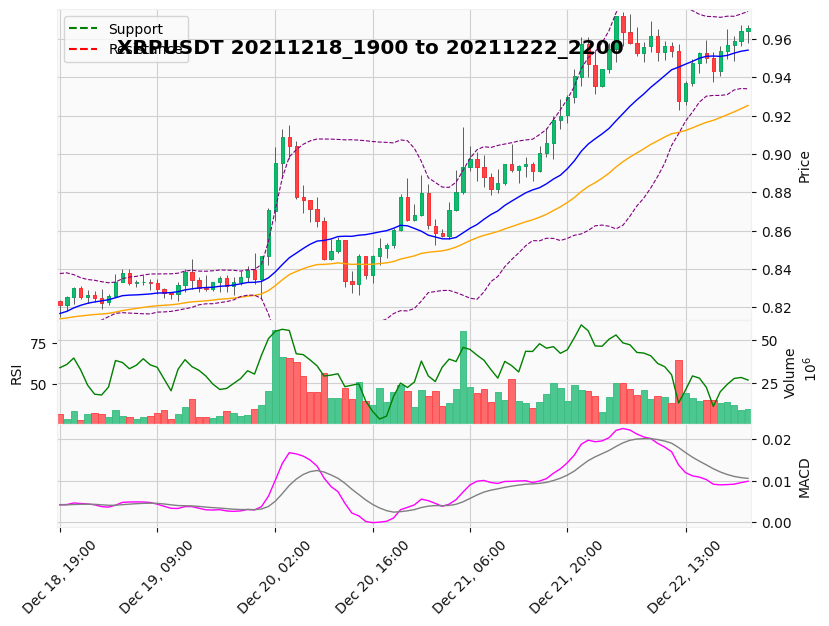 Support
Resistance
XRPUSDT 20211218_1900 to 20211222_2200
0.96
0.94
0.92
0.90
0.88
0.86
0.84
0.82
Price
75
50
RSI
50
25
Volume
10^6
0.02
0.01
0.00
MACD
Dec 18, 19:00
Dec 19, 09:00
Dec 20, 02:00
Dec 20, 16:00
Dec 21, 06:00
Dec 21, 20:00
Dec 22, 13:00